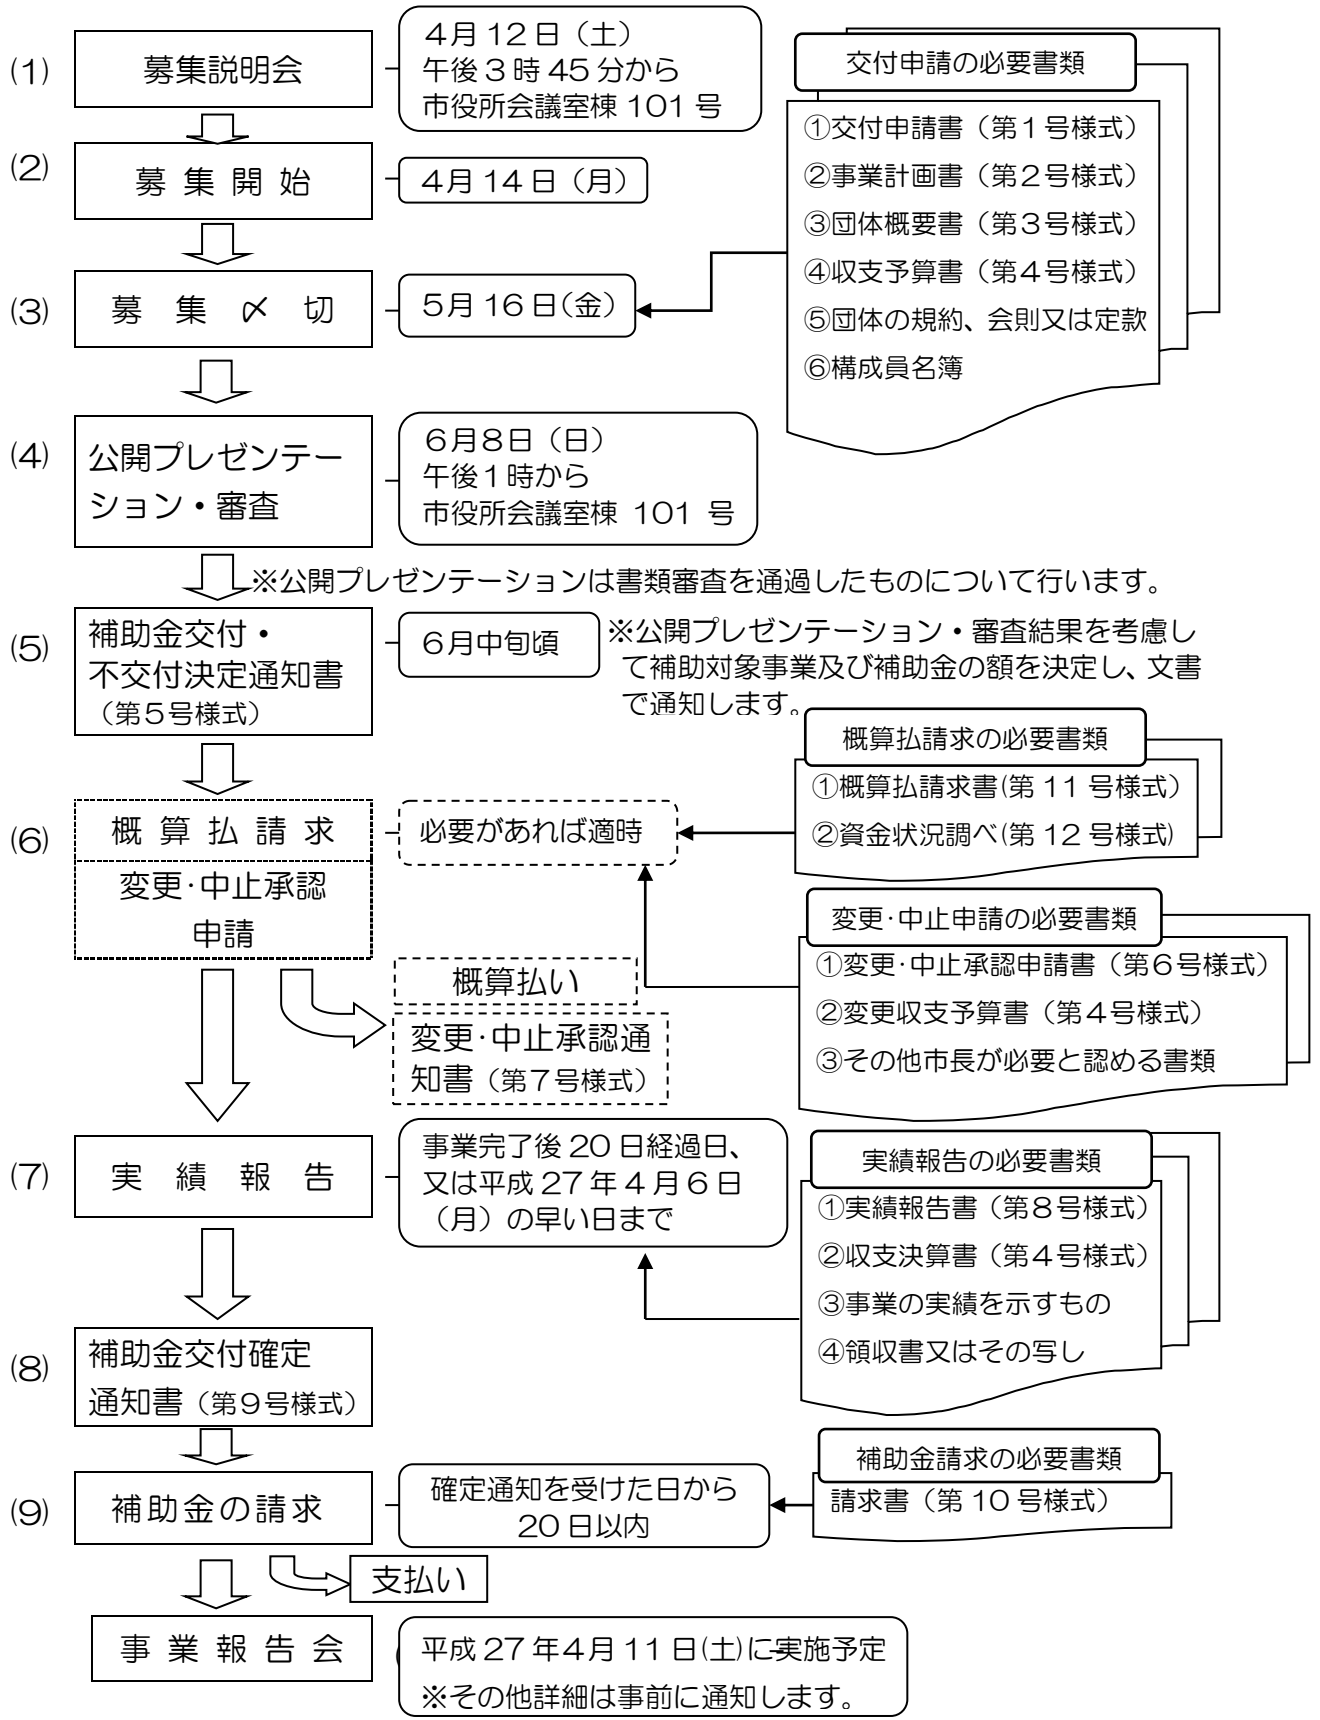 (1)
募集説明会
4月12日（土）
午後3時45分から
市役所会議室棟101号
交付申請の必要書類
①交付申請書（第1号様式）
②事業計画書（第2号様式）
③団体概要書（第3号様式）
④収支予算書（第4号様式）
⑤団体の規約、会則又は定款
⑥構成員名簿
(2)
募集開始
4月14日（月）
(3)
募集〆切
5月16日(金）
(4)
公開プレゼンテー
ション・審査
6月8日（日）
午後1時から
市役所会議室棟 101 号
※公開プレゼンテーションは書類審査を通過したものについて行います。
(5)
補助金交付・
不交付決定通知書
（第5号様式）
6月中旬頃
※公開プレゼンテーション・審査結果を考慮し
て補助対象事業及び補助金の額を決定し、文書
で通知します。
(6)
概算払請求
変更･中止承認
申請
必要があれば適時
概算払請求の必要書類
①概算払請求書(第11号様式）
②資金状況調べ(第12号様式)
変更･中止申請の必要書類
①変更･中止承認申請書（第6号様式）
②変更収支予算書（第4号様式）
③その他市長が必要と認める書類
概算払い
変更･中止承認通
知書（第7号様式）
(7)
実績報告
事業完了後20日経過日、
又は平成27年4月6日
（月）の早い日まで
実績報告の必要書類
①実績報告書（第8号様式）
②収支決算書（第4号様式）
③事業の実績を示すもの
④領収書又はその写し
(8)
補助金交付確定
通知書（第9号様式）
(9)
補助金の請求
確定通知を受けた日から
20日以内
補助金請求の必要書類
請求書（第10号様式）
支払い
事業報告会
平成27年4月11日(土)に実施予定
※その他詳細は事前に通知します。